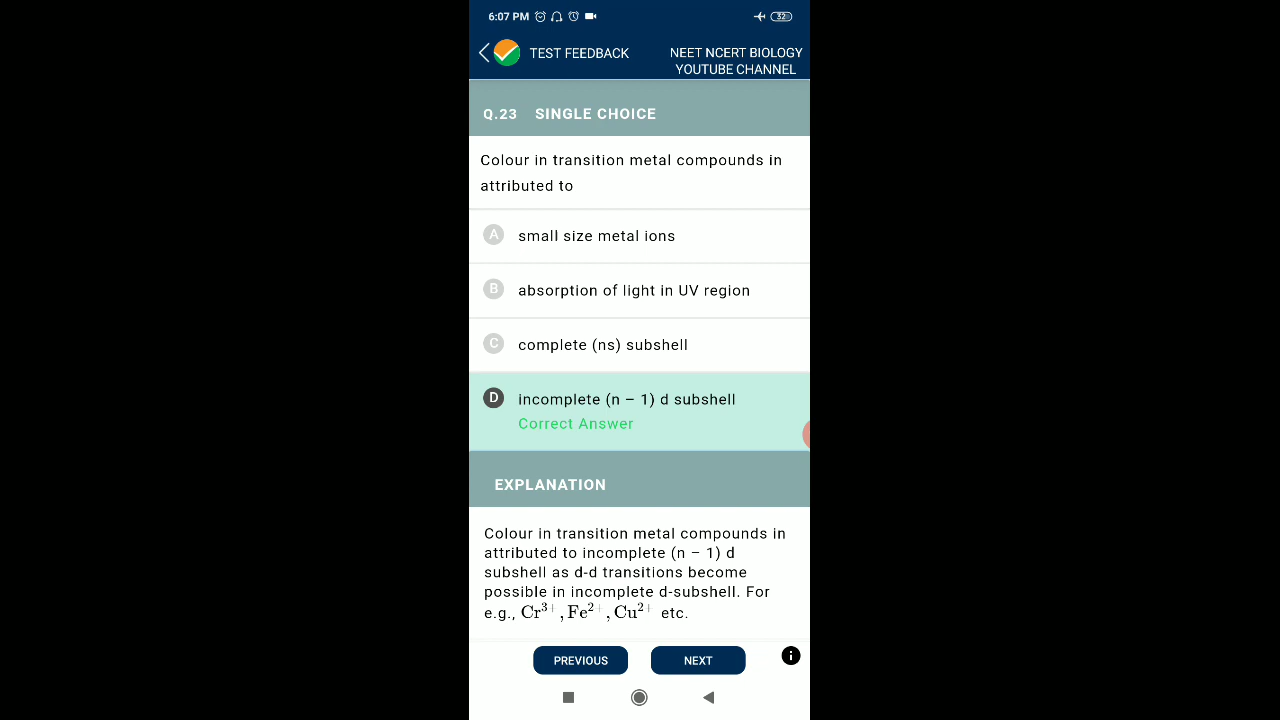 6:07 PM 32
TEST FEEDBACK
NEET NCERT BIOLOGY
YOUTUBE CHANNEL
Q.23 SINGLE CHOICE
Colour in transition metal compounds in
attributed to
A small size metal ions
B absorption of light in UV region
C complete (ns) subshell
D incomplete (n – 1) d subshell
Correct Answer
EXPLANATION
Colour in transition metal compounds in
attributed to incomplete (n – 1) d
subshell as d-d transitions become
possible in incomplete d-subshell. For
e.g., Cr³⁺, Fe²⁺, Cu²⁺ etc.
PREVIOUS NEXT i